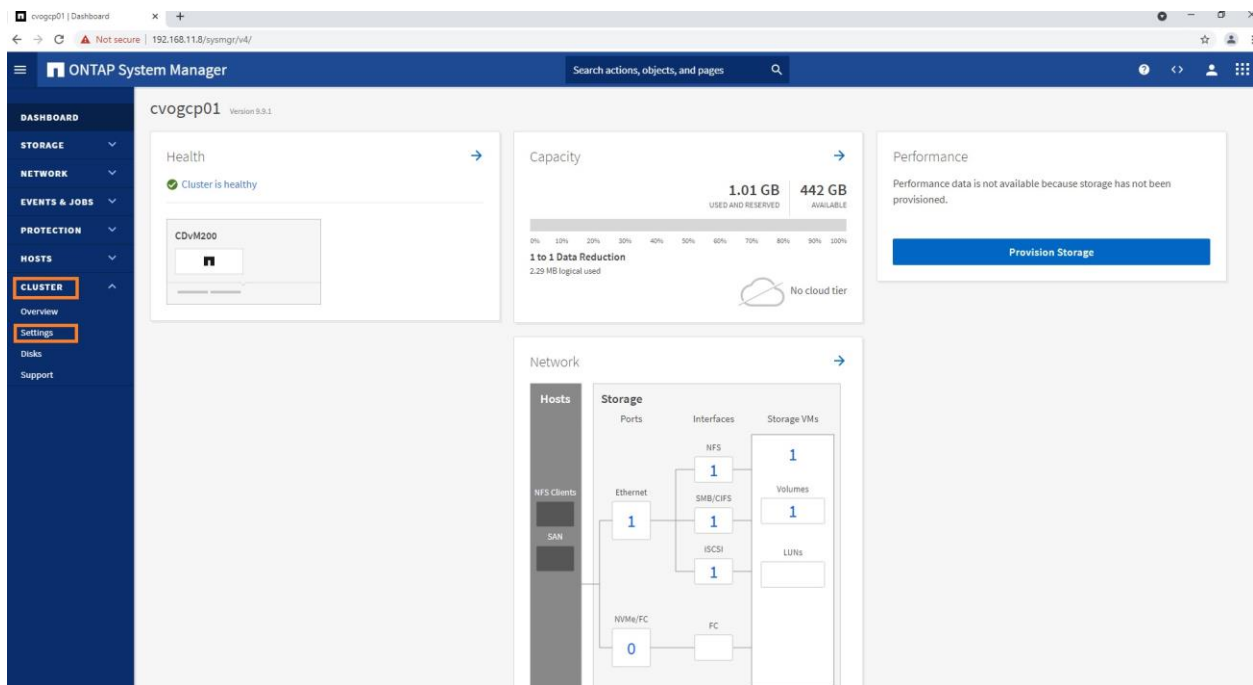 cvogcp01 | Dashboard
Not secure | 192.168.11.8/sysmgr/v4/
ONTAP System Manager
Search actions, objects, and pages
DASHBOARD
STORAGE
NETWORK
EVENTS & JOBS
PROTECTION
HOSTS
CLUSTER
Overview
Settings
Disks
Support
cvogcp01 Version 9.9.1
Health
Cluster is healthy
CDvM200
Capacity
1.01 GB 442 GB
USED AND RESERVED AVAILABLE
0% 10% 20% 30% 40% 50% 60% 70% 80% 90% 100%
1 to 1 Data Reduction
2.29 MB logical used
No cloud tier
Performance
Performance data is not available because storage has not been
provisioned.
Provision Storage
Network
Hosts
NFS Clients
SAN
Storage
Ports Interfaces Storage VMs
NFS
1
1
Ethernet
1
SMB/CIFS
1
Volumes
1
iSCSI
1
LUNs
NVMe/FC
0
FC